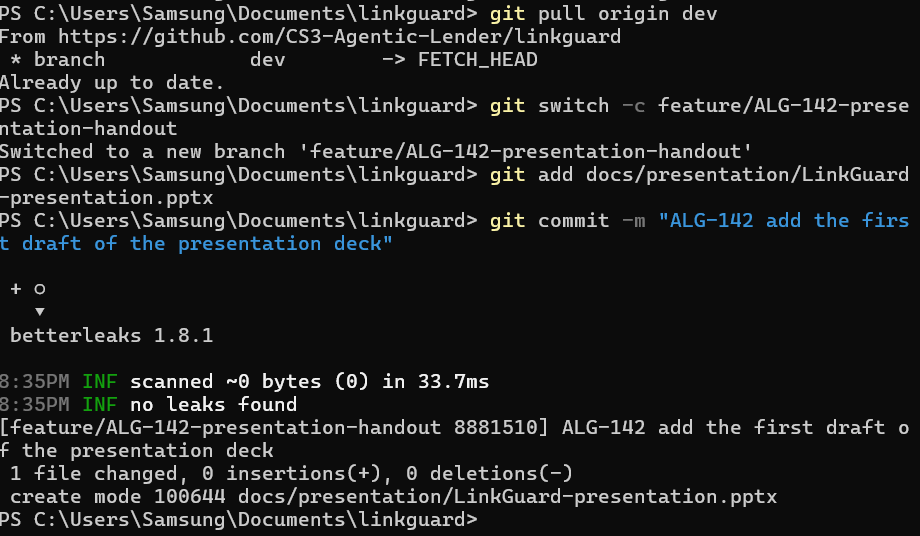 PS C:\Users\Samsung\Documents\linkguard> git pull origin dev
From https://github.com/CS3-Agentic-Lender/linkguard
 * branch            dev        -> FETCH_HEAD
Already up to date.
PS C:\Users\Samsung\Documents\linkguard> git switch -c feature/ALG-142-prese
ntation-handout
Switched to a new branch 'feature/ALG-142-presentation-handout'
PS C:\Users\Samsung\Documents\linkguard> git add docs/presentation/LinkGuard
-presentation.pptx
PS C:\Users\Samsung\Documents\linkguard> git commit -m "ALG-142 add the firs
t draft of the presentation deck"
 + ○
   ▼
 betterleaks 1.8.1
8:35PM INF scanned ~0 bytes (0) in 33.7ms
8:35PM INF no leaks found
[feature/ALG-142-presentation-handout 8881510] ALG-142 add the first draft o
f the presentation deck
 1 file changed, 0 insertions(+), 0 deletions(-)
 create mode 100644 docs/presentation/LinkGuard-presentation.pptx
PS C:\Users\Samsung\Documents\linkguard>